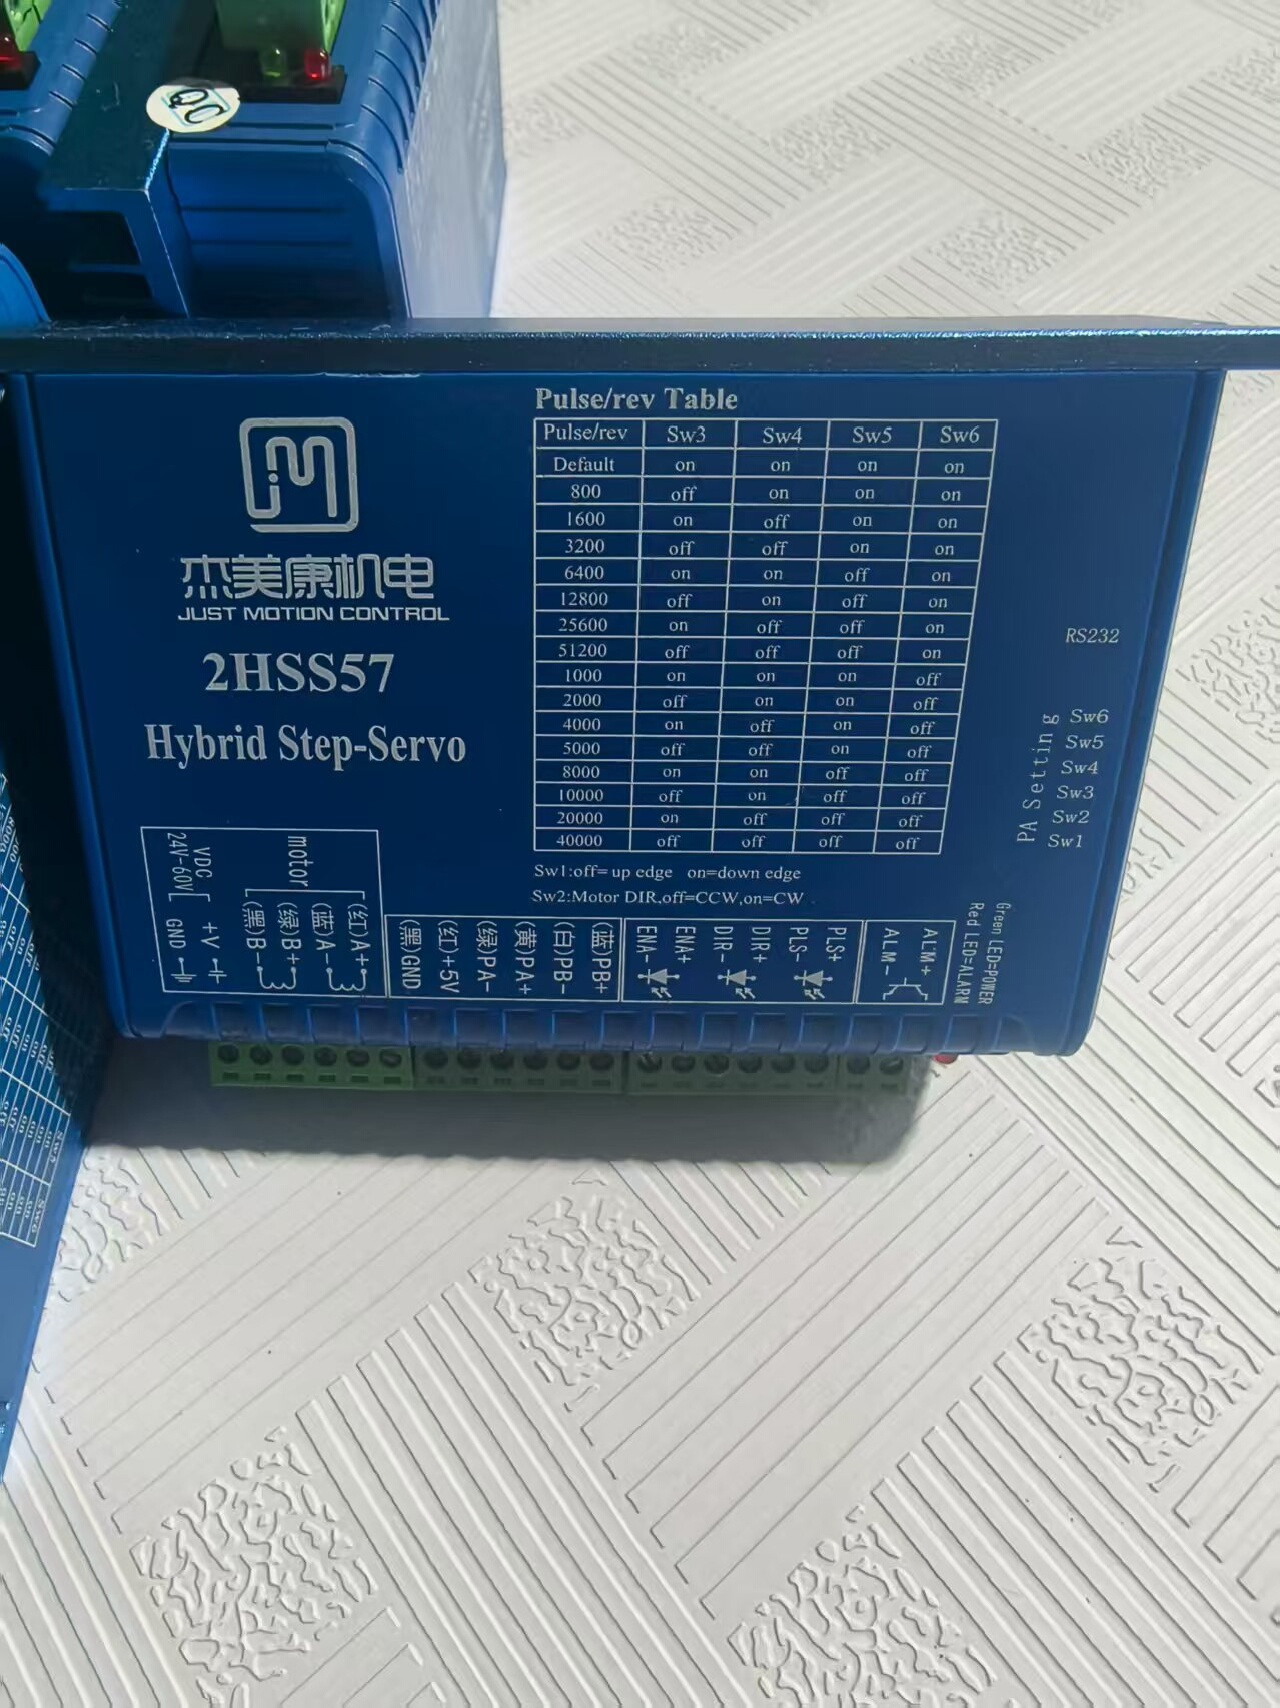 QC
杰美康机电
JUST MOTION CONTROL
2HSS57
Hybrid Step-Servo
Pulse/rev Table
Pulse/rev Sw3 Sw4 Sw5 Sw6
Default on on on on
800 off on on on
1600 on off on on
3200 off off on on
6400 on on off on
12800 off on off on
25600 on off off on
51200 off off off on
1000 on on on off
2000 off on on off
4000 on off on off
5000 off off on off
8000 on on off off
10000 off on off off
20000 on off off off
40000 off off off off
Sw1:off= up edge on=down edge
Sw2:Motor DIR,off=CCW,on=CW
RS232
PA Setting
Sw6
Sw5
Sw4
Sw3
Sw2
Sw1
Green LED=POWER
Red LED=ALARM
ALM+
ALM-
PLS+
PLS-
DIR+
DIR-
ENA+
ENA-
(蓝)PB+
(白)PB-
(黄)PA+
(绿)PA-
(红)+5V
(黑)GND
motor
(红)A+
(蓝)A-
(绿)B+
(黑)B-
VDC
24V-60V
+V
GND